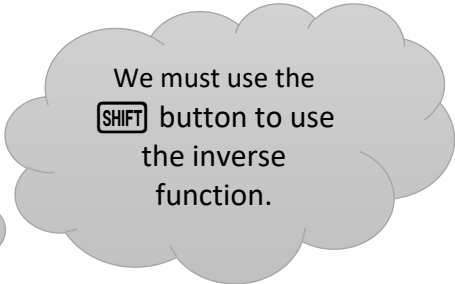 We must use the
SHIFT button to use
the inverse
function.